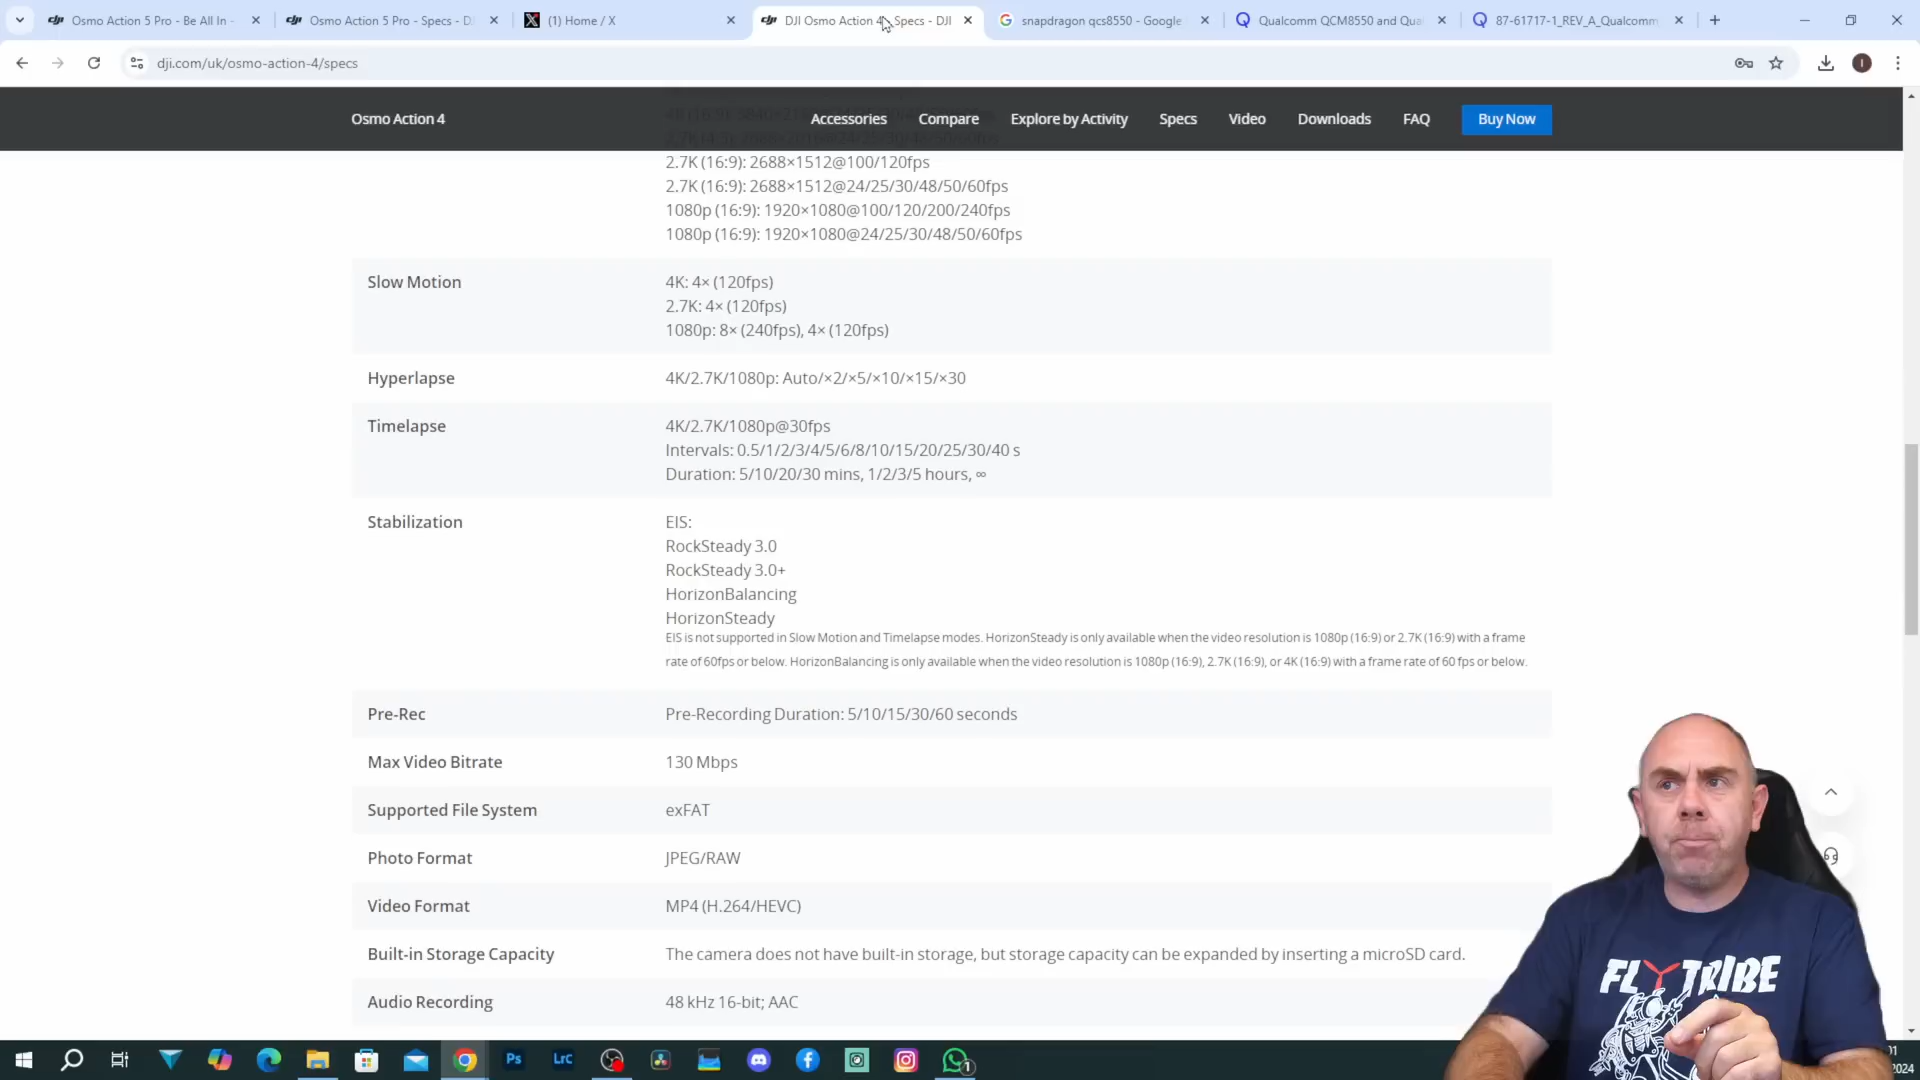 Osmo Action 5 Pro - Be All In -
Osmo Action 5 Pro - Specs - D
(1) Home / X
DJI Osmo Action 4 - Specs - DJI
snapdragon qcs8550 - Google
Qualcomm QCM8550 and Qua
87-61717-1_REV_A_Qualcomm
dji.com/uk/osmo-action-4/specs
Osmo Action 4
Accessories
Compare
Explore by Activity
Specs
Video
Downloads
FAQ
Buy Now
2.7K (16:9): 2688×1512@100/120fps
2.7K (16:9): 2688×1512@24/25/30/48/50/60fps
1080p (16:9): 1920×1080@100/120/200/240fps
1080p (16:9): 1920×1080@24/25/30/48/50/60fps
Slow Motion
4K: 4× (120fps)
2.7K: 4× (120fps)
1080p: 8× (240fps), 4× (120fps)
Hyperlapse
4K/2.7K/1080p: Auto/×2/×5/×10/×15/×30
Timelapse
4K/2.7K/1080p@30fps
Intervals: 0.5/1/2/3/4/5/6/8/10/15/20/25/30/40 s
Duration: 5/10/20/30 mins, 1/2/3/5 hours, ∞
Stabilization
EIS:
RockSteady 3.0
RockSteady 3.0+
HorizonBalancing
HorizonSteady
EIS is not supported in Slow Motion and Timelapse modes. HorizonSteady is only available when the video resolution is 1080p (16:9) or 2.7K (16:9) with a frame
rate of 60fps or below. HorizonBalancing is only available when the video resolution is 1080p (16:9), 2.7K (16:9), or 4K (16:9) with a frame rate of 60 fps or below.
Pre-Rec
Pre-Recording Duration: 5/10/15/30/60 seconds
Max Video Bitrate
130 Mbps
Supported File System
exFAT
Photo Format
JPEG/RAW
Video Format
MP4 (H.264/HEVC)
Built-in Storage Capacity
The camera does not have built-in storage, but storage capacity can be expanded by inserting a microSD card.
Audio Recording
48 kHz 16-bit; AAC
FLYTRIBE
Ps
LrC
1
01
2024